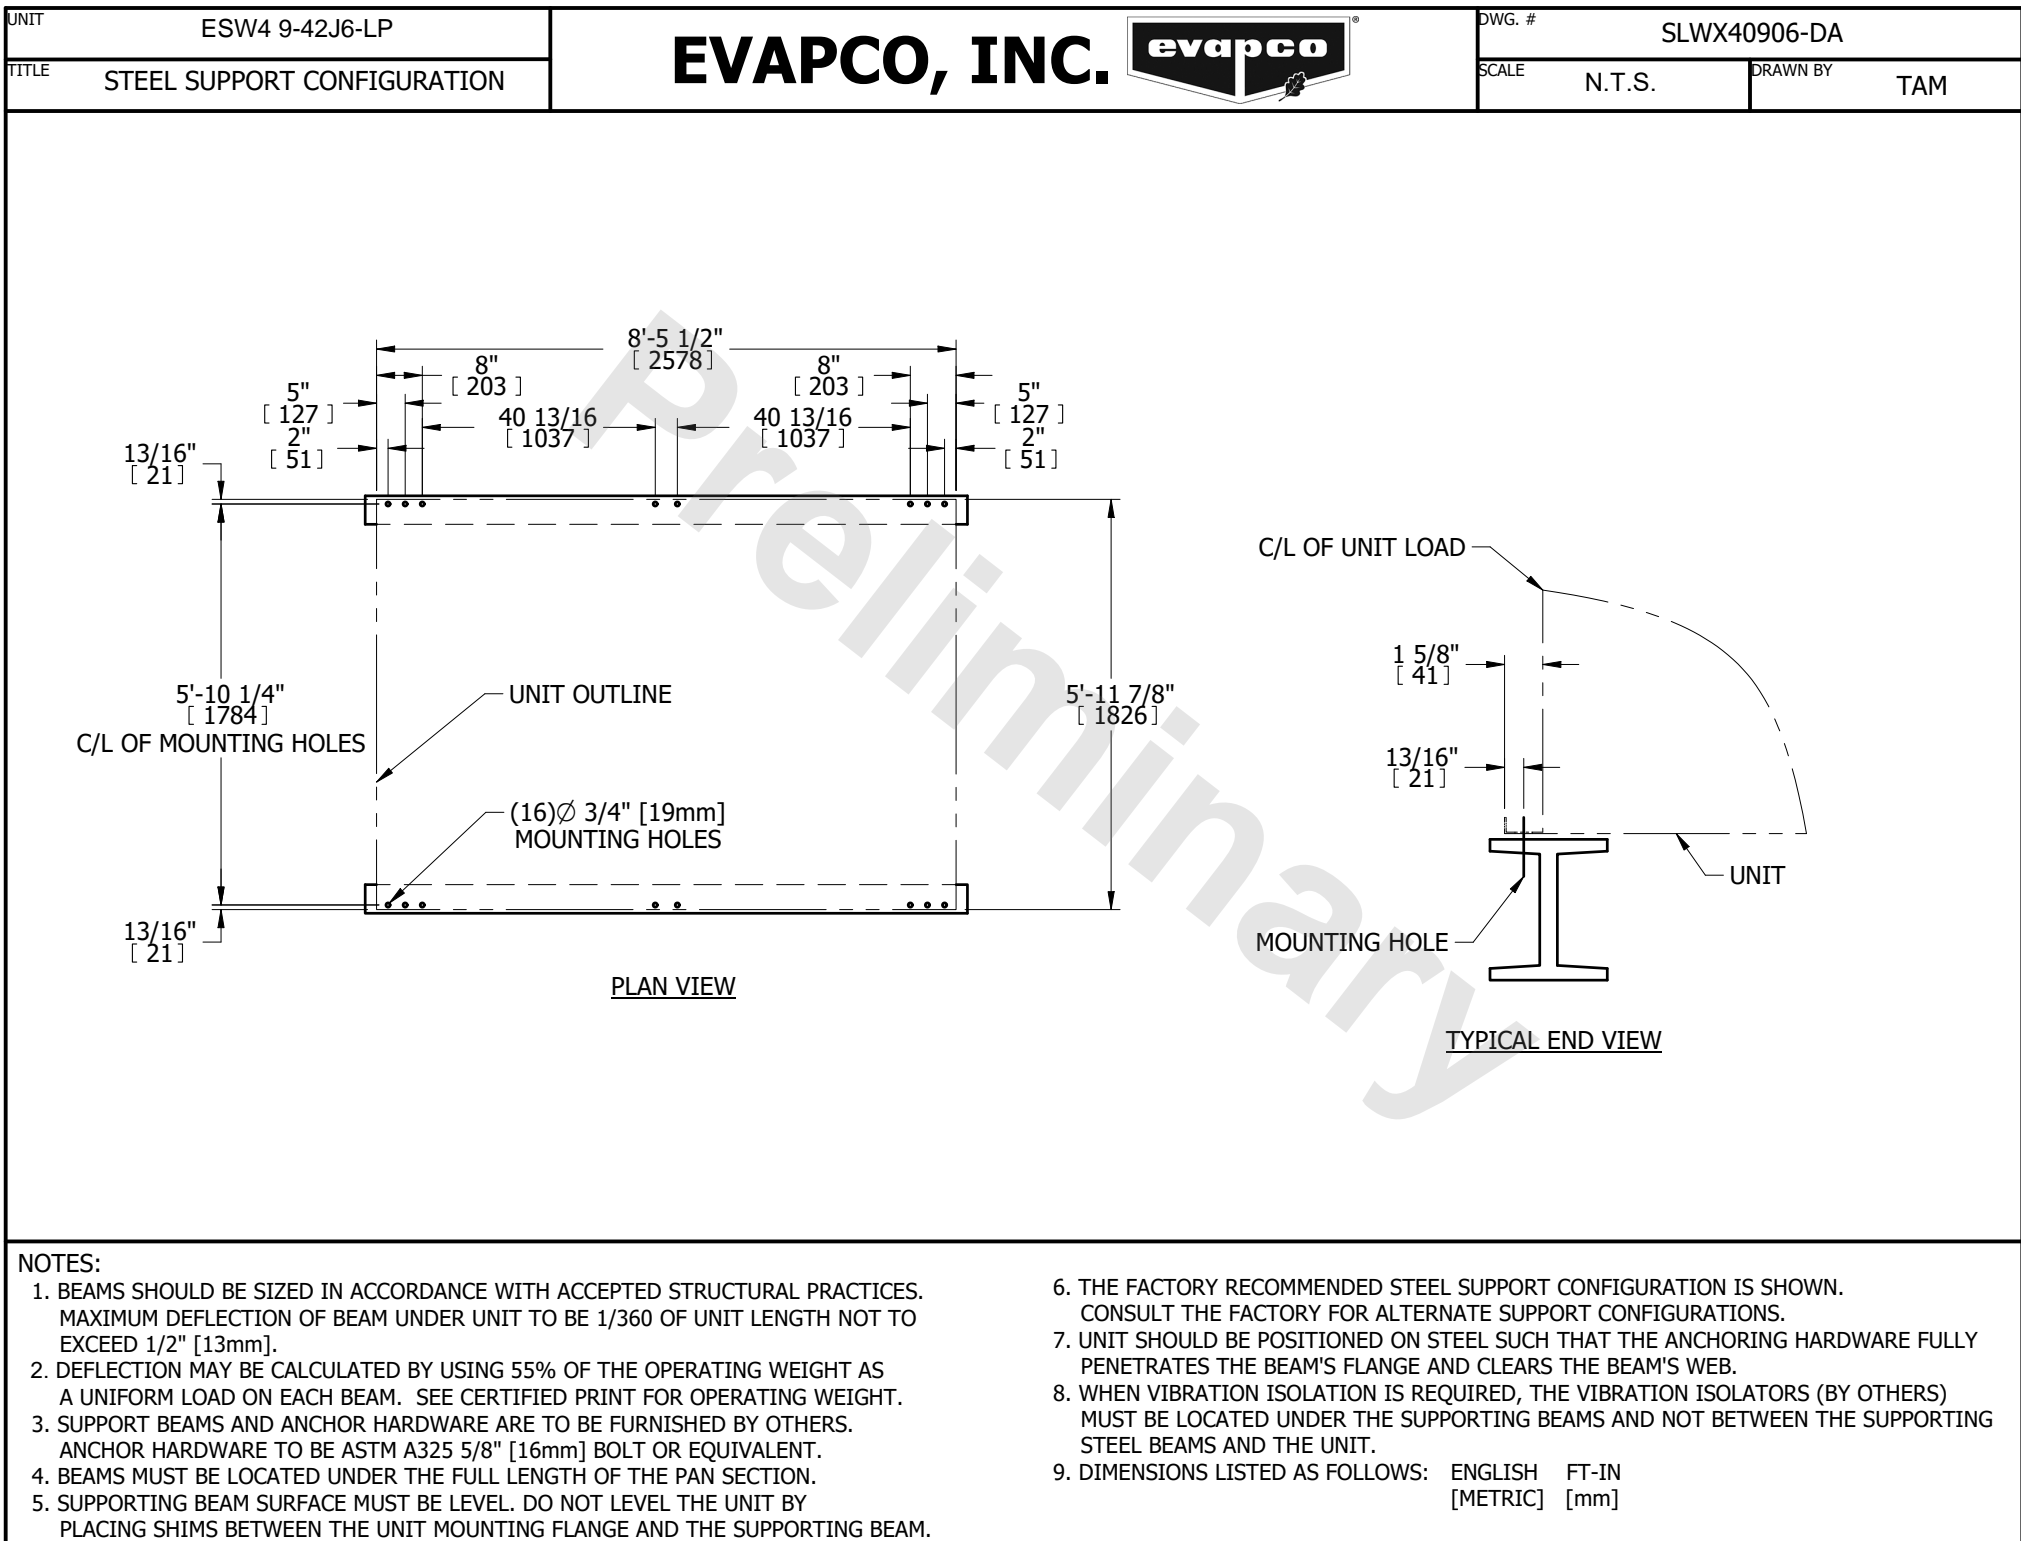 UNIT
ESW4 9-42J6-LP
TITLE
STEEL SUPPORT CONFIGURATION
EVAPCO, INC.
evapco
®
DWG. #
SLWX40906-DA
SCALE
N.T.S.
DRAWN BY
TAM
8'-5 1/2"
[ 2578 ]
8"
[ 203 ]
8"
[ 203 ]
5"
[ 127 ]
5"
[ 127 ]
40 13/16
[ 1037 ]
40 13/16
[ 1037 ]
2"
[ 51 ]
2"
[ 51 ]
13/16"
[ 21 ]
5'-10 1/4"
[ 1784 ]
C/L OF MOUNTING HOLES
UNIT OUTLINE
5'-11 7/8"
[ 1826 ]
(16)Ø 3/4" [19mm]
MOUNTING HOLES
13/16"
[ 21 ]
PLAN VIEW
C/L OF UNIT LOAD
1 5/8"
[ 41 ]
13/16"
[ 21 ]
UNIT
MOUNTING HOLE
TYPICAL END VIEW
Preliminary
NOTES:
1. BEAMS SHOULD BE SIZED IN ACCORDANCE WITH ACCEPTED STRUCTURAL PRACTICES.
MAXIMUM DEFLECTION OF BEAM UNDER UNIT TO BE 1/360 OF UNIT LENGTH NOT TO
EXCEED 1/2" [13mm].
2. DEFLECTION MAY BE CALCULATED BY USING 55% OF THE OPERATING WEIGHT AS
A UNIFORM LOAD ON EACH BEAM. SEE CERTIFIED PRINT FOR OPERATING WEIGHT.
3. SUPPORT BEAMS AND ANCHOR HARDWARE ARE TO BE FURNISHED BY OTHERS.
ANCHOR HARDWARE TO BE ASTM A325 5/8" [16mm] BOLT OR EQUIVALENT.
4. BEAMS MUST BE LOCATED UNDER THE FULL LENGTH OF THE PAN SECTION.
5. SUPPORTING BEAM SURFACE MUST BE LEVEL. DO NOT LEVEL THE UNIT BY
PLACING SHIMS BETWEEN THE UNIT MOUNTING FLANGE AND THE SUPPORTING BEAM.
6. THE FACTORY RECOMMENDED STEEL SUPPORT CONFIGURATION IS SHOWN.
CONSULT THE FACTORY FOR ALTERNATE SUPPORT CONFIGURATIONS.
7. UNIT SHOULD BE POSITIONED ON STEEL SUCH THAT THE ANCHORING HARDWARE FULLY
PENETRATES THE BEAM'S FLANGE AND CLEARS THE BEAM'S WEB.
8. WHEN VIBRATION ISOLATION IS REQUIRED, THE VIBRATION ISOLATORS (BY OTHERS)
MUST BE LOCATED UNDER THE SUPPORTING BEAMS AND NOT BETWEEN THE SUPPORTING
STEEL BEAMS AND THE UNIT.
9. DIMENSIONS LISTED AS FOLLOWS: ENGLISH FT-IN
[METRIC] [mm]